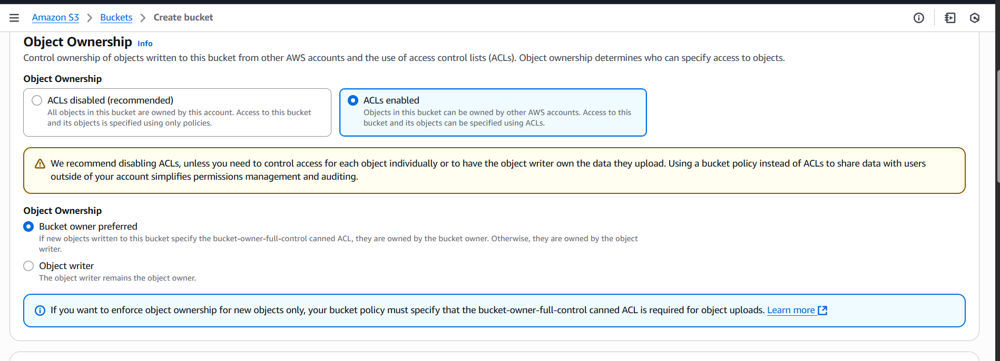 Amazon S3 > Buckets > Create bucket
Object Ownership Info
Control ownership of objects written to this bucket from other AWS accounts and the use of access control lists (ACLs). Object ownership determines who can specify access to objects.
Object Ownership
ACLs disabled (recommended)
All objects in this bucket are owned by this account. Access to this bucket
and its objects is specified using only policies.
ACLs enabled
Objects in this bucket can be owned by other AWS accounts. Access to this
bucket and its objects can be specified using ACLs.
We recommend disabling ACLs, unless you need to control access for each object individually or to have the object writer own the data they upload. Using a bucket policy instead of ACLs to share data with users
outside of your account simplifies permissions management and auditing.
Object Ownership
Bucket owner preferred
If new objects written to this bucket specify the bucket-owner-full-control canned ACL, they are owned by the bucket owner. Otherwise, they are owned by the object
writer.
Object writer
The object writer remains the object owner.
If you want to enforce object ownership for new objects only, your bucket policy must specify that the bucket-owner-full-control canned ACL is required for object uploads. Learn more